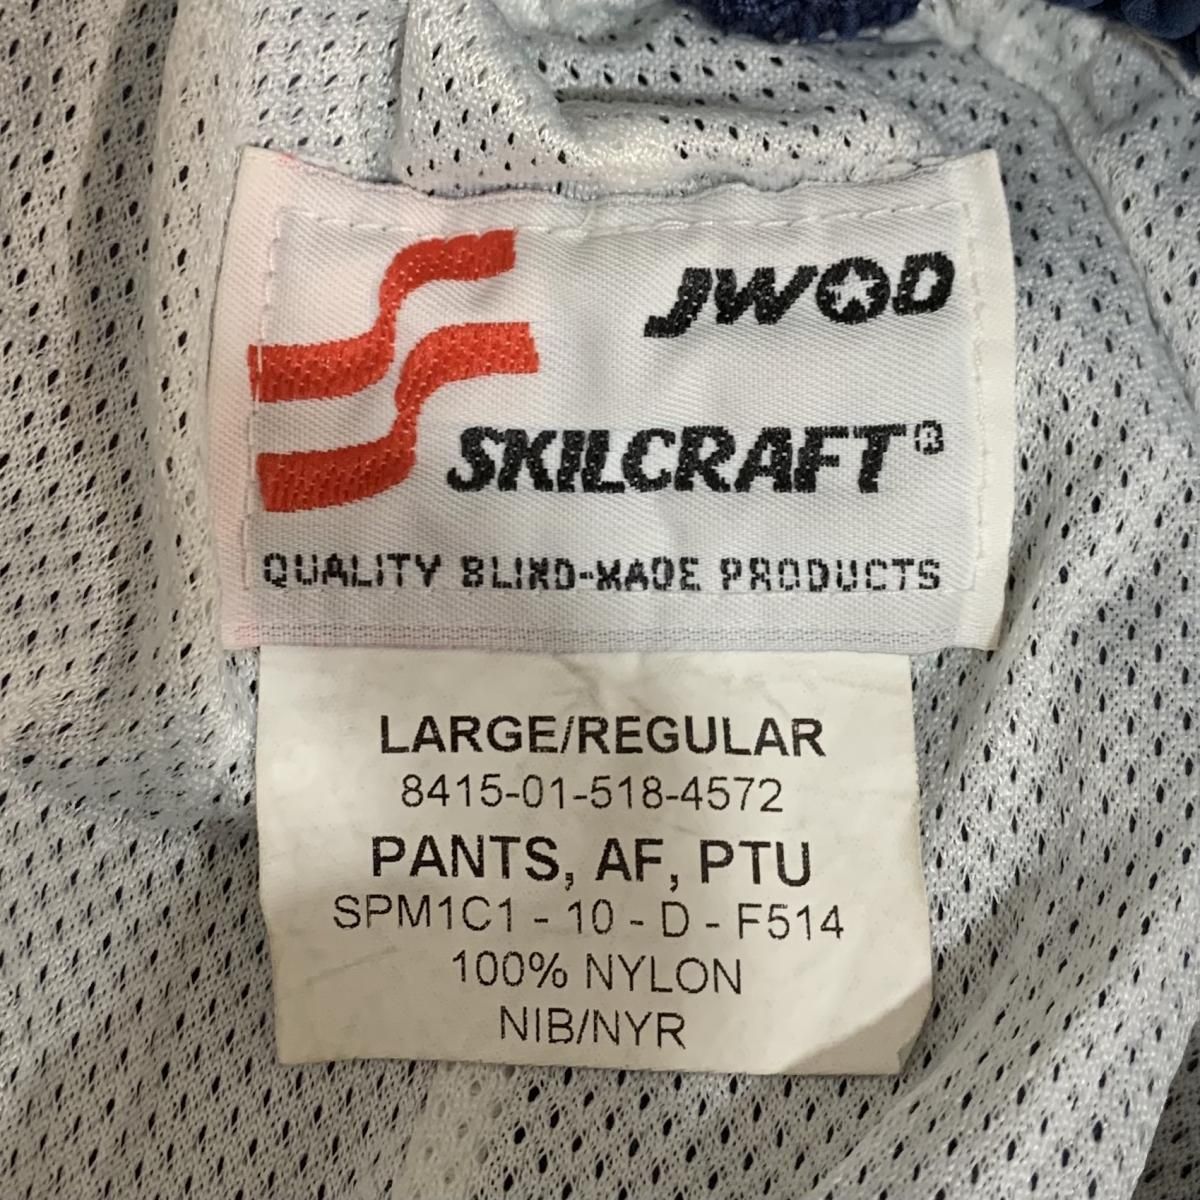 JWOD
SKILCRAFT®
QUALITY BLIND-MADE PRODUCTS
LARGE/REGULAR
8415-01-518-4572
PANTS, AF, PTU
SPM1C1 - 10 - D - F514
100% NYLON
NIB/NYR